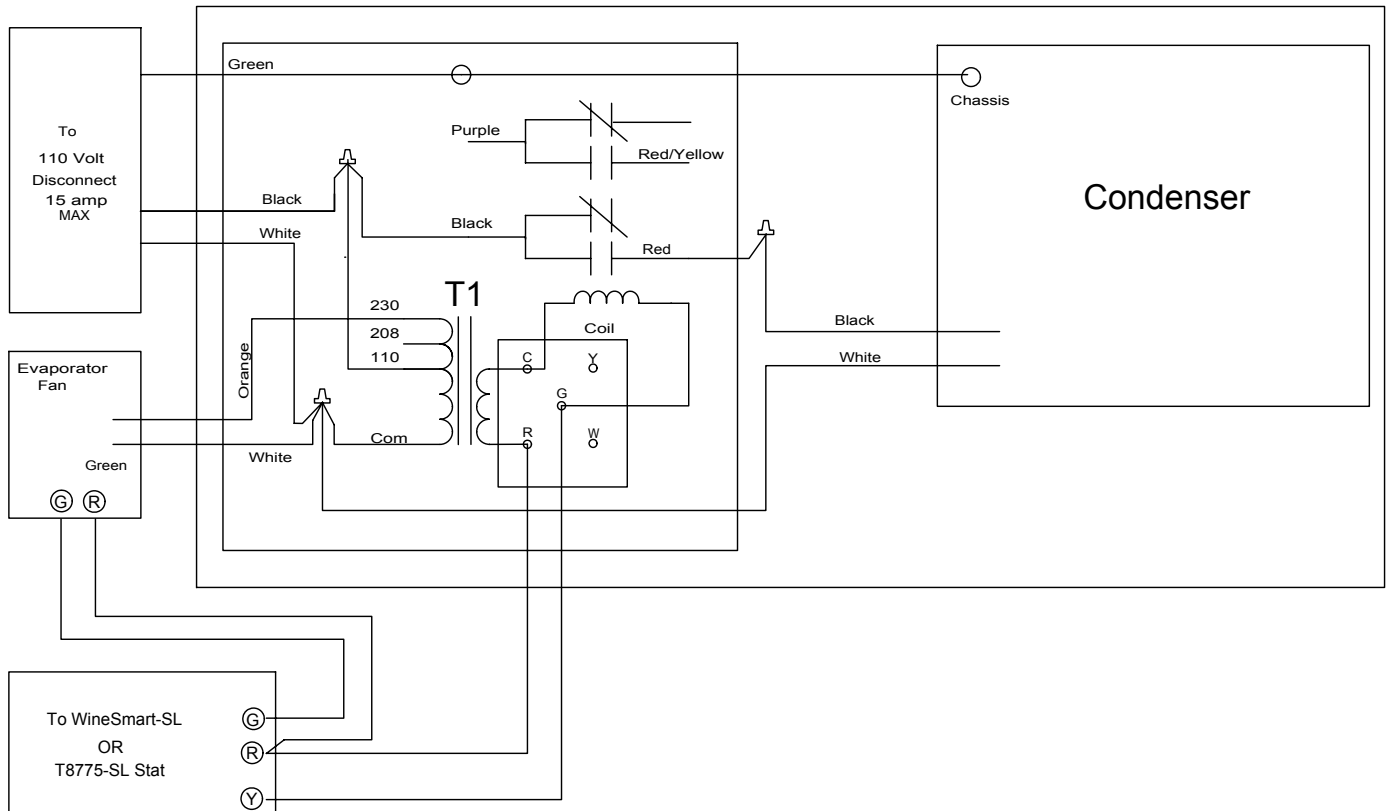 Green
Chassis
To
110 Volt
Disconnect
15 amp
MAX
Purple
Red/Yellow
Condenser
Black
White
Black
Red
T1
230
208
110
Coil
Black
White
Orange
Evaporator
Fan
C
Y
G
R
W
Com
White
Green
G
R
To WineSmart-SL
OR
T8775-SL Stat
G
R
Y